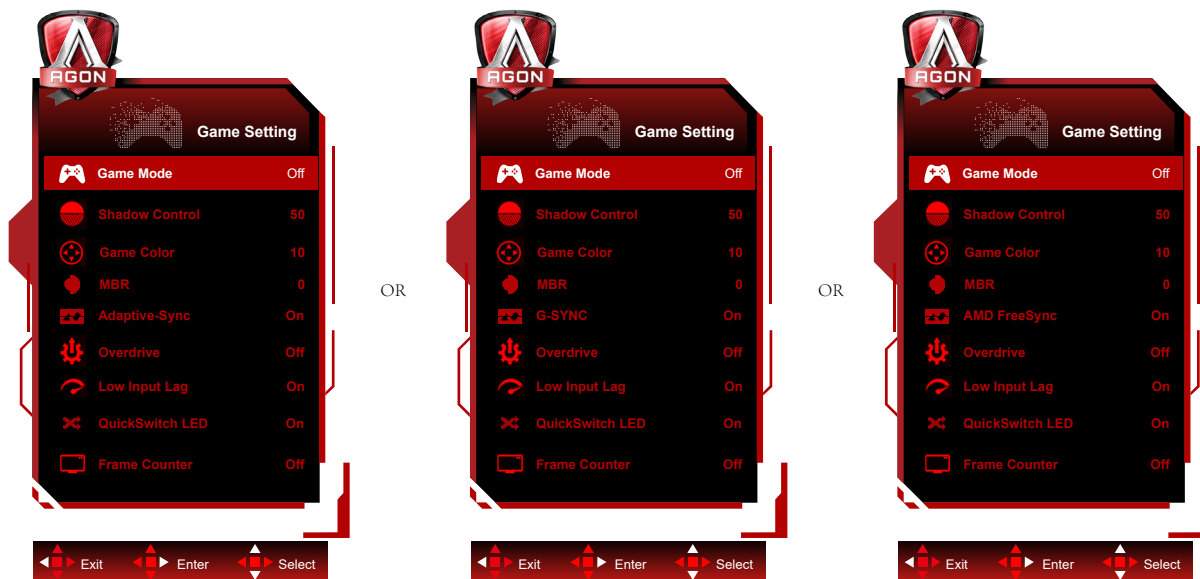 AGON
Game Setting
Game Mode Off
Shadow Control 50
Game Color 10
MBR 0
Adaptive-Sync On
Overdrive Off
Low Input Lag On
QuickSwitch LED On
Frame Counter Off
Exit Enter Select
OR
AGON
Game Setting
Game Mode Off
Shadow Control 50
Game Color 10
MBR 0
G-SYNC On
Overdrive Off
Low Input Lag On
QuickSwitch LED On
Frame Counter Off
Exit Enter Select
OR
AGON
Game Setting
Game Mode Off
Shadow Control 50
Game Color 10
MBR 0
AMD FreeSync On
Overdrive Off
Low Input Lag On
QuickSwitch LED On
Frame Counter Off
Exit Enter Select